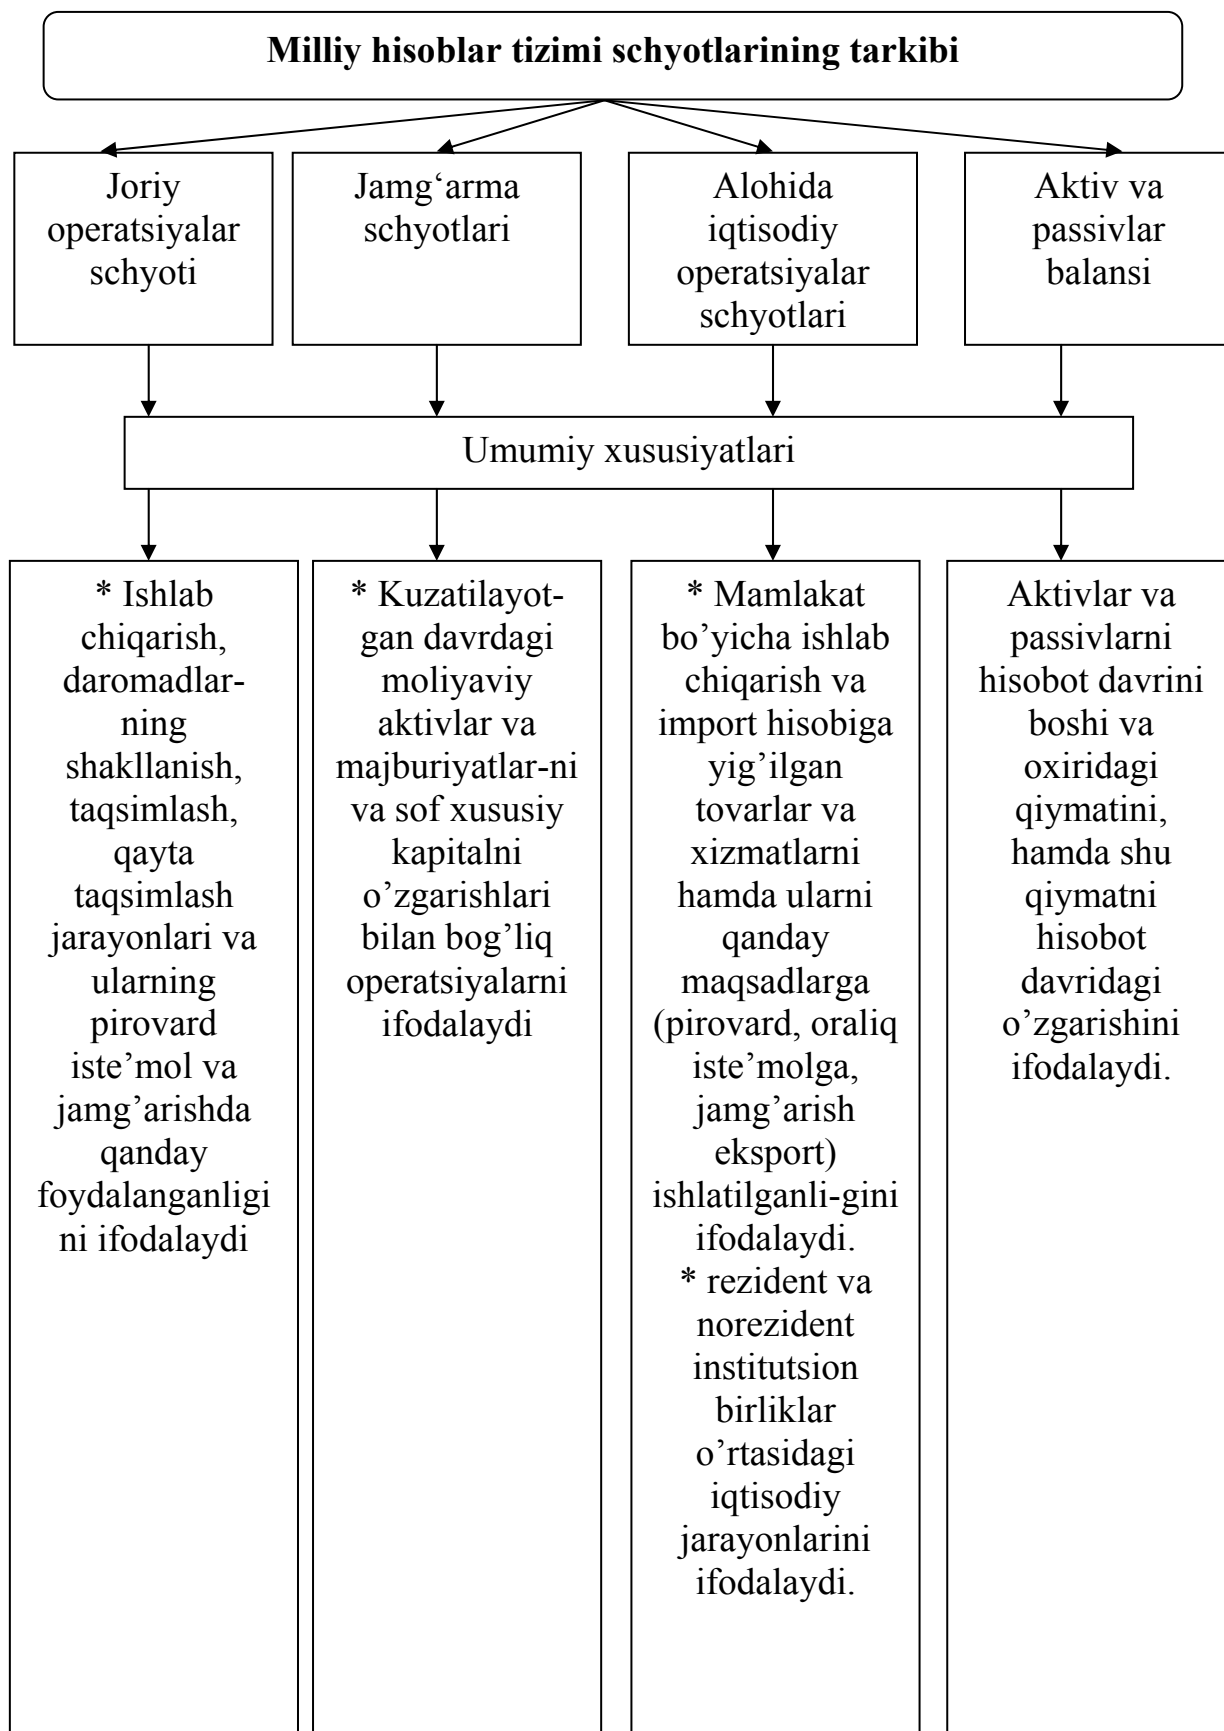 Milliy hisoblar tizimi schyotlarining tarkibi
Joriy
operatsiyalar
schyoti
Jamg‘arma
schyotlari
Alohida
iqtisodiy
operatsiyalar
schyotlari
Aktiv va
passivlar
balansi
Umumiy xususiyatlari
* Ishlab
chiqarish,
daromadlar-
ning
shakllanish,
taqsimlash,
qayta
taqsimlash
jarayonlari va
ularning
pirovard
iste’mol va
jamg’arishda
qanday
foydalanganligi
ni ifodalaydi
* Kuzatilayot-
gan davrdagi
moliyaviy
aktivlar va
majburiyatlar-ni
va sof xususiy
kapitalni
o’zgarishlari
bilan bog’liq
operatsiyalarni
ifodalaydi
* Mamlakat
bo’yicha ishlab
chiqarish va
import hisobiga
yig’ilgan
tovarlar va
xizmatlarni
hamda ularni
qanday
maqsadlarga
(pirovard, oraliq
iste’molga,
jamg’arish
eksport)
ishlatilganli-gini
ifodalaydi.
* rezident va
norezident
institutsion
birliklar
o’rtasidagi
iqtisodiy
jarayonlarini
ifodalaydi.
Aktivlar va
passivlarni
hisobot davrini
boshi va
oxiridagi
qiymatini,
hamda shu
qiymatni
hisobot
davridagi
o’zgarishini
ifodalaydi.